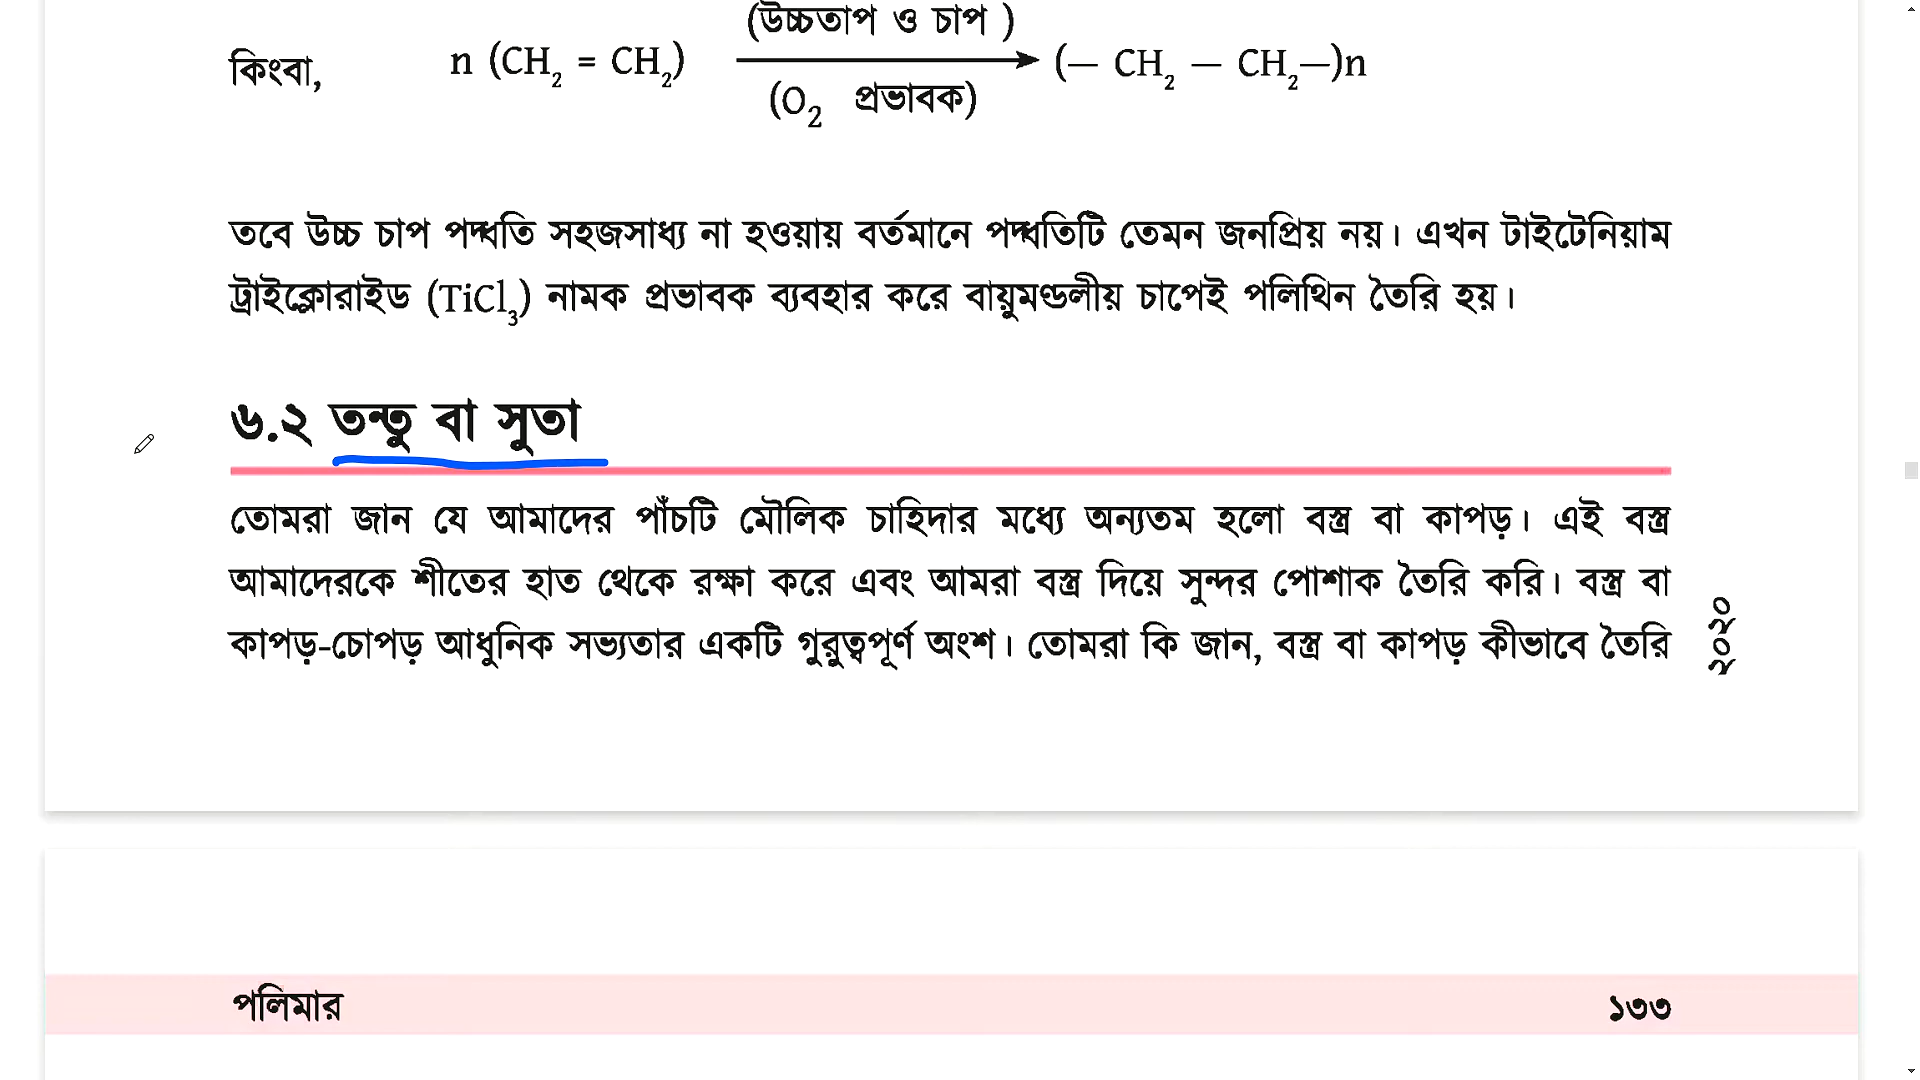 (উচ্চতাপ ও চাপ )
কিংবা, n (CH₂ = CH₂) (— CH₂ — CH₂—)n
(O₂ প্রভাবক)
তবে উচ্চ চাপ পদ্ধতি সহজসাধ্য না হওয়ায় বর্তমানে পদ্ধতিটি তেমন জনপ্রিয় নয়। এখন টাইটেনিয়াম
ট্রাইক্লোরাইড (TiCl₃) নামক প্রভাবক ব্যবহার করে বায়ুমণ্ডলীয় চাপেই পলিথিন তৈরি হয়।
৬.২ তন্তু বা সুতা
তোমরা জান যে আমাদের পাঁচটি মৌলিক চাহিদার মধ্যে অন্যতম হলো বস্ত্র বা কাপড়। এই বস্ত্র
আমাদেরকে শীতের হাত থেকে রক্ষা করে এবং আমরা বস্ত্র দিয়ে সুন্দর পোশাক তৈরি করি। বস্ত্র বা
কাপড়-চোপড় আধুনিক সভ্যতার একটি গুরুত্বপূর্ণ অংশ। তোমরা কি জান, বস্ত্র বা কাপড় কীভাবে তৈরি
২০২০
পলিমার ১৩৩